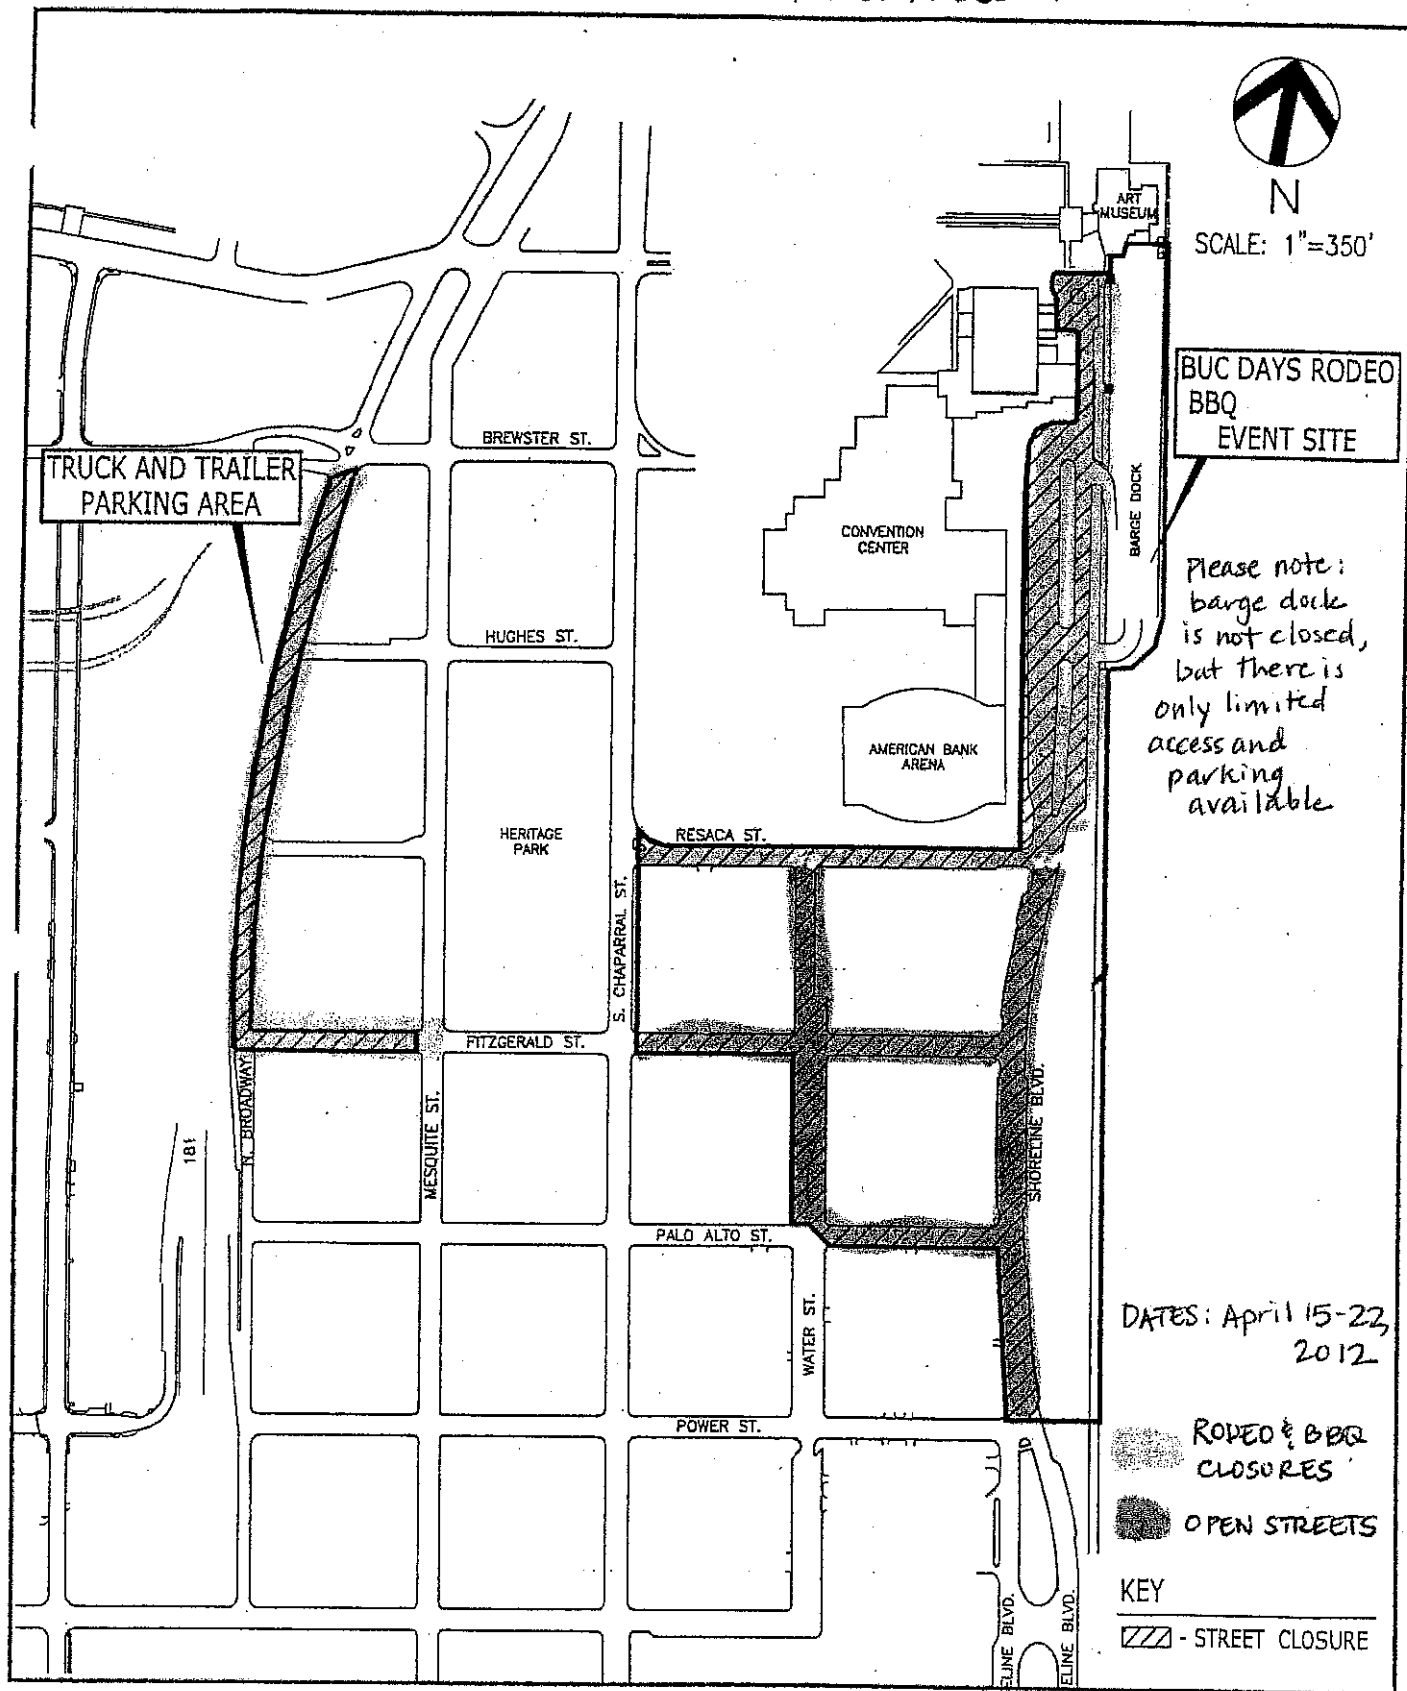 N
SCALE: 1"=350'
ART
MUSEUM
BUC DAYS RODEO
BBQ
EVENT SITE
BREWSTER ST.
TRUCK AND TRAILER
PARKING AREA
BARGE DOCK
CONVENTION
CENTER
Please note:
barge dock
is not closed,
but there is
only limited
access and
parking
available
HUGHES ST.
AMERICAN BANK
ARENA
HERITAGE
PARK
RESACA ST.
S. CHAPARRAL ST.
FITZGERALD ST.
N. BROADWAY
MESQUITE ST.
181
SHORELINE BLVD.
PALO ALTO ST.
WATER ST.
DATES: April 15-22,
2012
POWER ST.
RODEO & BBQ
CLOSURES
OPEN STREETS
KEY
- STREET CLOSURE
ELINE BLVD.
ELINE BLVD.